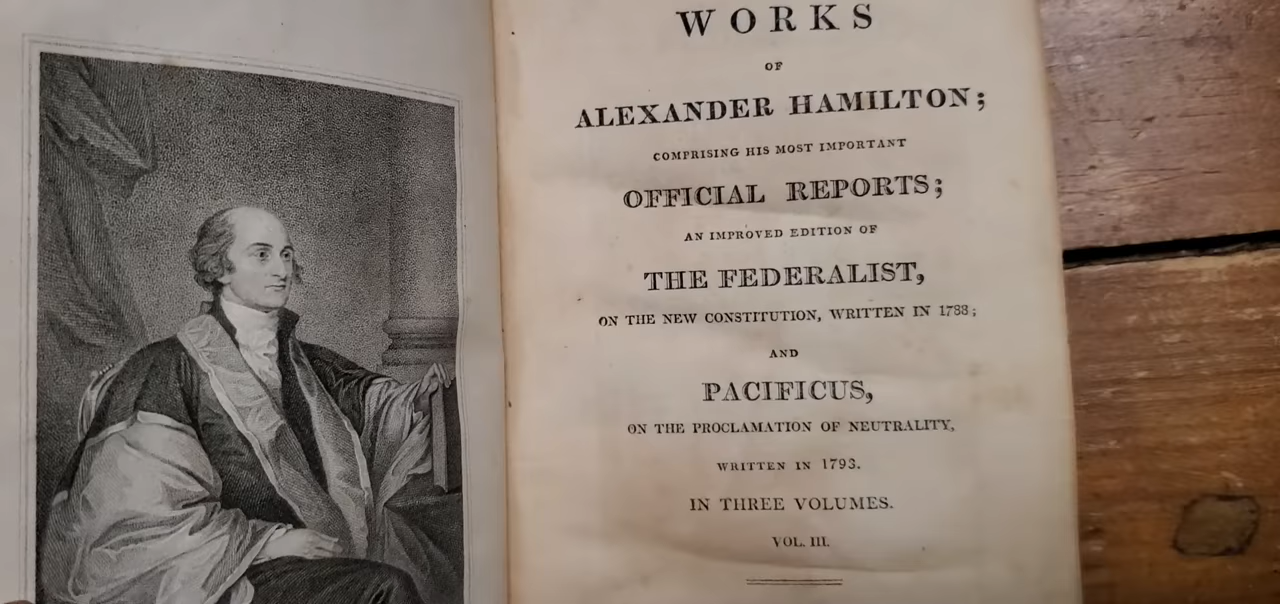 WORKS
OF
ALEXANDER HAMILTON;
COMPRISING HIS MOST IMPORTANT
OFFICIAL REPORTS;
AN IMPROVED EDITION OF
THE FEDERALIST,
ON THE NEW CONSTITUTION, WRITTEN IN 1788;
AND
PACIFICUS,
ON THE PROCLAMATION OF NEUTRALITY,
WRITTEN IN 1793.
IN THREE VOLUMES.
VOL. III.